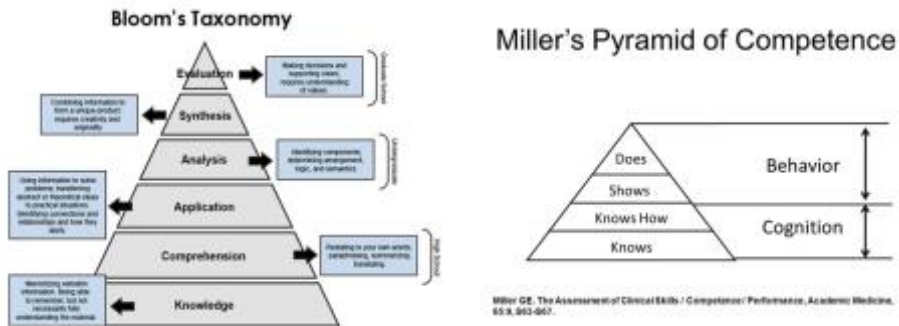 Bloom's Taxonomy
Evaluation
Making decisions and
supporting views;
requires understanding
of values.
Graduate School
Combining information to
form a unique product;
requires creativity and
originality.
Synthesis
Analysis
Identifying components;
determining arrangement,
logic, and semantics.
Undergraduate
Using information to solve
problems; transferring
abstract or theoretical ideas
to practical situations.
Identifying connections and
relationships and how they
apply.
Application
Comprehension
Restating in your own words;
paraphrasing, summarizing,
translating.
High School
Memorizing verbatim
information. Being able
to remember, but not
necessarily fully
understanding the material.
Knowledge
Miller's Pyramid of Competence
Does
Shows
Knows How
Knows
Behavior
Cognition
Miller GE. The Assessment of Clinical Skills / Competence / Performance, Academic Medicine,
65:9, S63-S67.